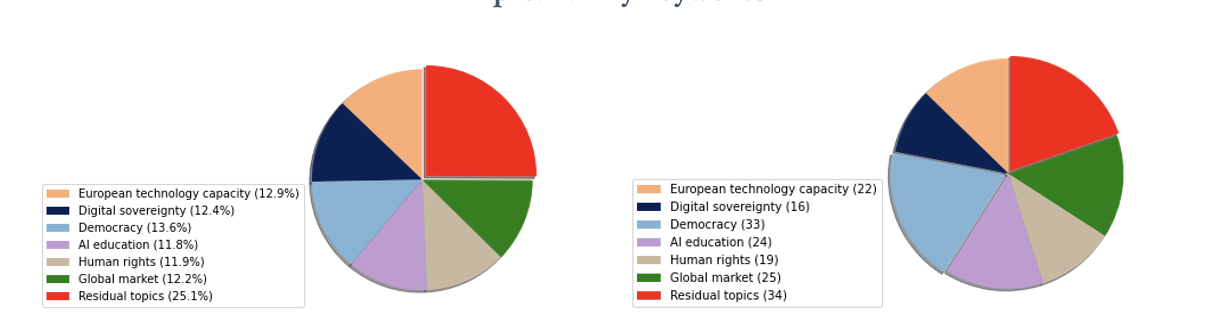 European technology capacity (12.9%)
Digital sovereignty (12.4%)
Democracy (13.6%)
AI education (11.8%)
Human rights (11.9%)
Global market (12.2%)
Residual topics (25.1%)
European technology capacity (22)
Digital sovereignty (16)
Democracy (33)
AI education (24)
Human rights (19)
Global market (25)
Residual topics (34)